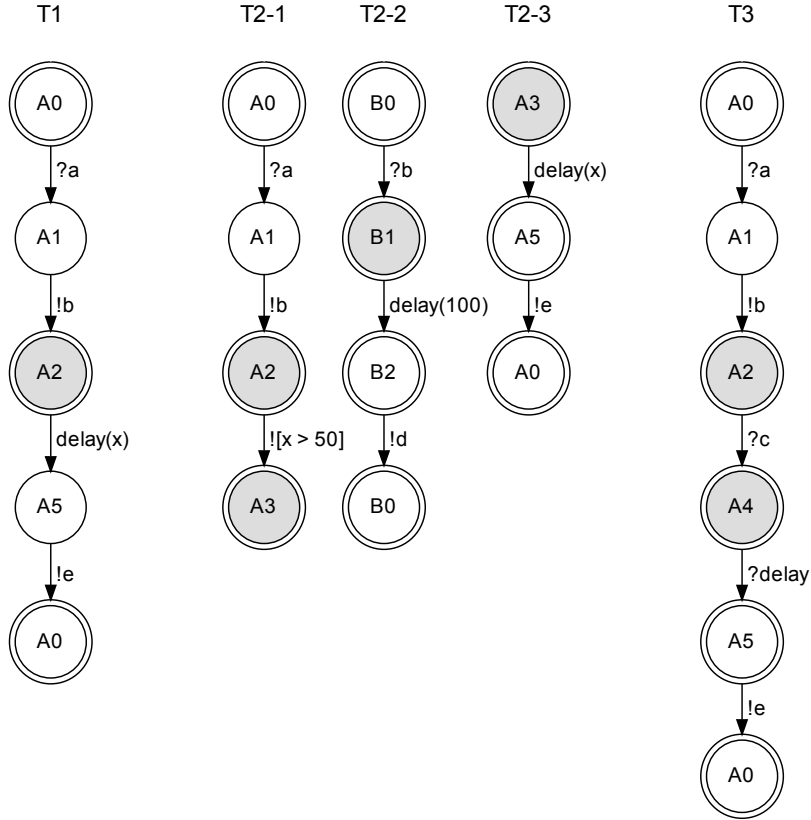 T1
T2-1
T2-2
T2-3
T3
A0
?a
A1
!b
A2
delay(x)
A5
!e
A0
A0
?a
A1
!b
A2
![x > 50]
A3
B0
?b
B1
delay(100)
B2
!d
B0
A3
delay(x)
A5
!e
A0
A0
?a
A1
!b
A2
?c
A4
?delay
A5
!e
A0